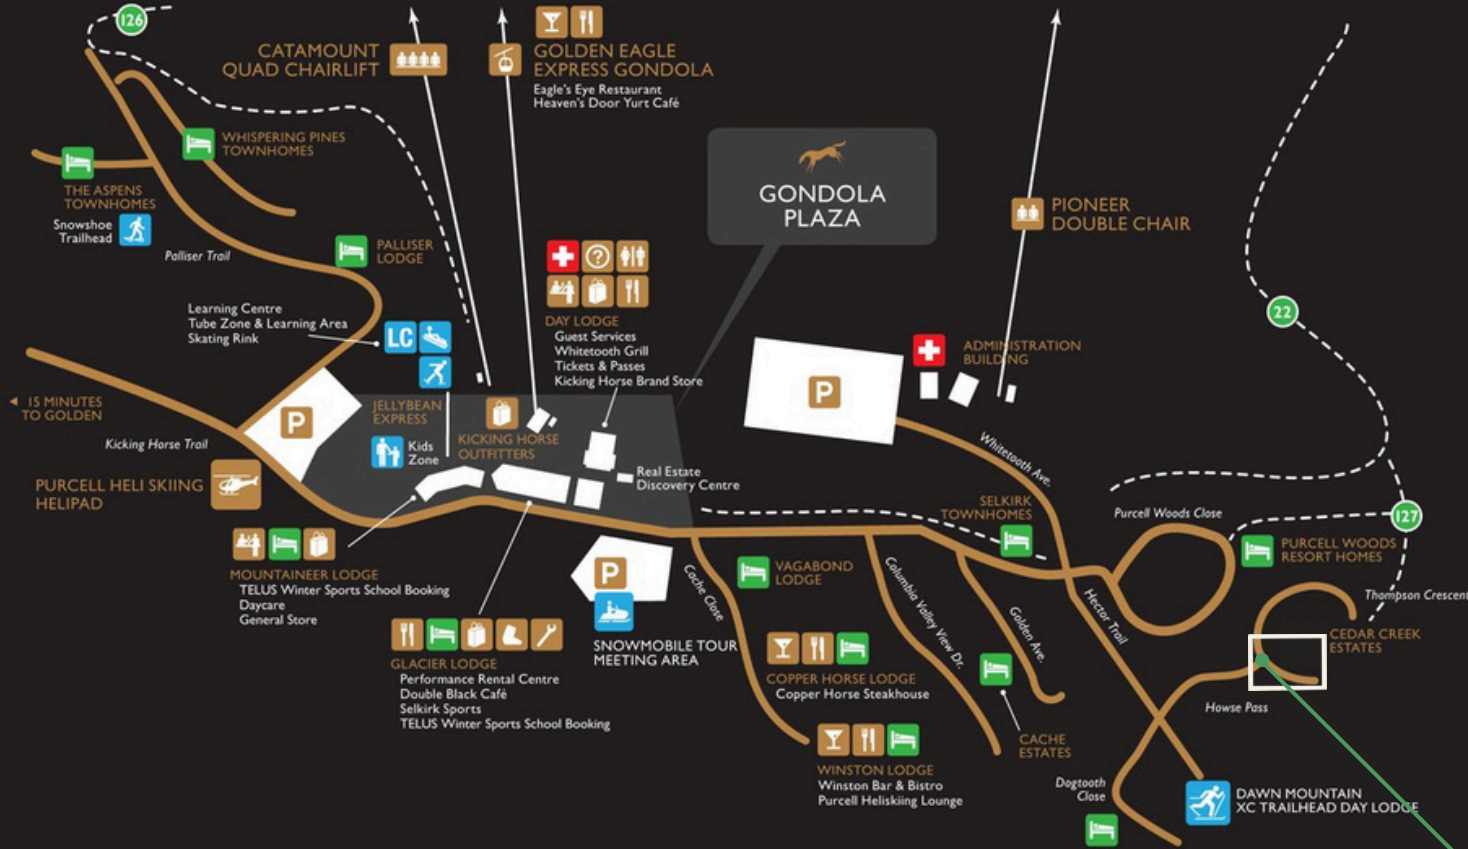 126
CATAMOUNT
QUAD CHAIRLIFT
GOLDEN EAGLE
EXPRESS GONDOLA
Eagle's Eye Restaurant
Heaven's Door Yurt Café
WHISPERING PINES
TOWNHOMES
THE ASPENS
TOWNHOMES
Snowshoe
Trailhead
Palliser Trail
PALLISER
LODGE
GONDOLA
PLAZA
PIONEER
DOUBLE CHAIR
22
Learning Centre
Tube Zone & Learning Area
Skating Rink
LC
?
DAY LODGE
Guest Services
Whitetooth Grill
Tickets & Passes
Kicking Horse Brand Store
ADMINISTRATION
BUILDING
P
15 MINUTES
TO GOLDEN
P
JELLYBEAN
EXPRESS
Kids
Zone
KICKING HORSE
OUTFITTERS
Kicking Horse Trail
PURCELL HELI SKIING
HELIPAD
Real Estate
Discovery Centre
Whitetooth Ave.
SELKIRK
TOWNHOMES
Purcell Woods Close
127
PURCELL WOODS
RESORT HOMES
MOUNTAINEER LODGE
TELUS Winter Sports School Booking
Daycare
General Store
P
SNOWMOBILE TOUR
MEETING AREA
Cache Close
VAGABOND
LODGE
Columbia Valley View Dr.
Golden Ave.
Hector Trail
Thompson Crescent
CEDAR CREEK
ESTATES
GLACIER LODGE
Performance Rental Centre
Double Black Café
Selkirk Sports
TELUS Winter Sports School Booking
COPPER HORSE LODGE
Copper Horse Steakhouse
Howse Pass
CACHE
ESTATES
WINSTON LODGE
Winston Bar & Bistro
Purcell Heliskiing Lounge
Dogtooth
Close
DAWN MOUNTAIN
XC TRAILHEAD DAY LODGE